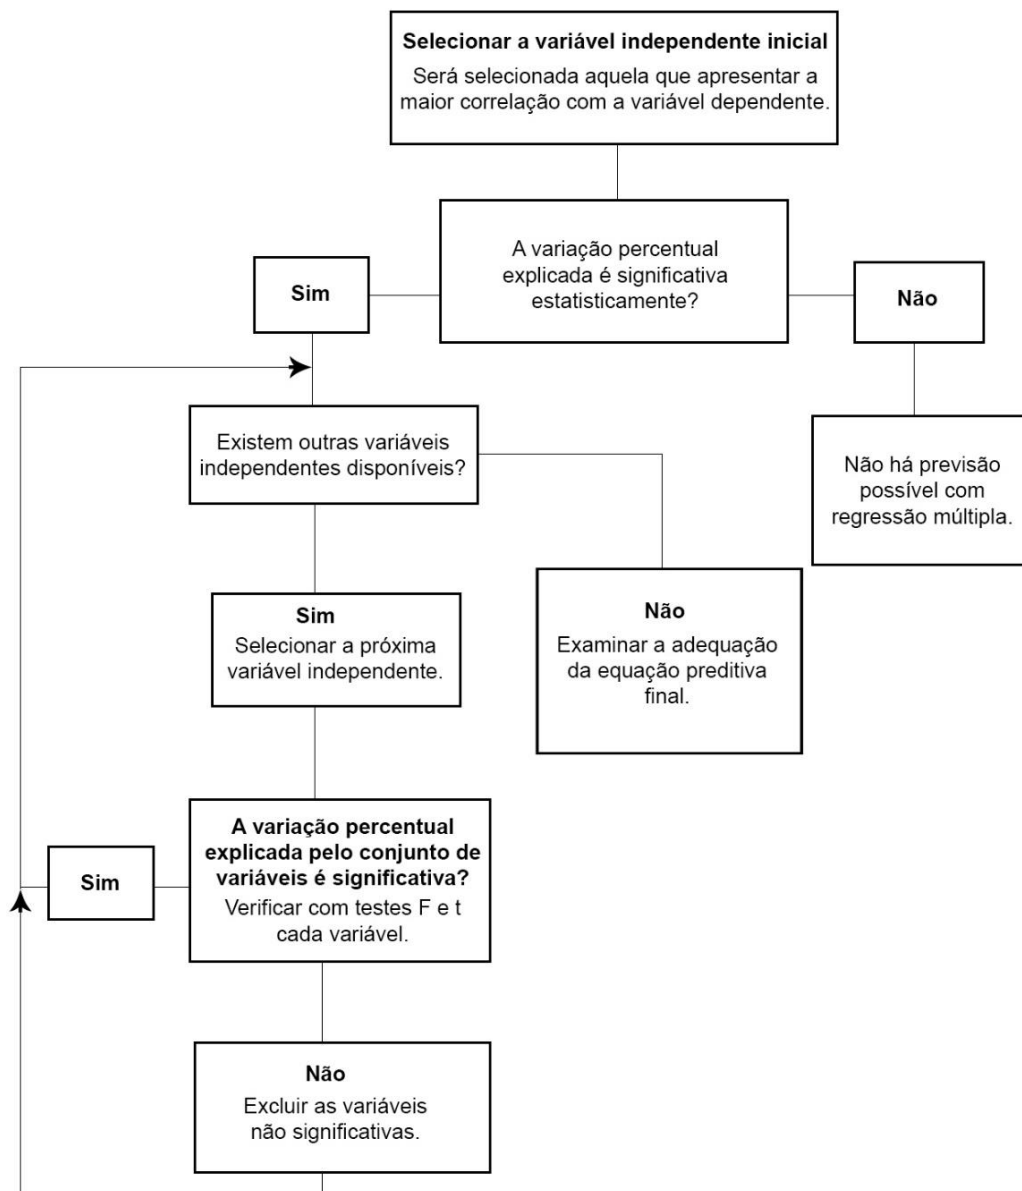 Selecionar a variável independente inicial
Será selecionada aquela que apresentar a
maior correlação com a variável dependente.
A variação percentual
explicada é significativa
estatisticamente?
Sim
Não
Existem outras variáveis
independentes disponíveis?
Não há previsão
possível com
regressão múltipla.
Sim
Selecionar a próxima
variável independente.
Não
Examinar a adequação
da equação preditiva
final.
A variação percentual
explicada pelo conjunto de
variáveis é significativa?
Verificar com testes F e t
cada variável.
Sim
Não
Excluir as variáveis
não significativas.